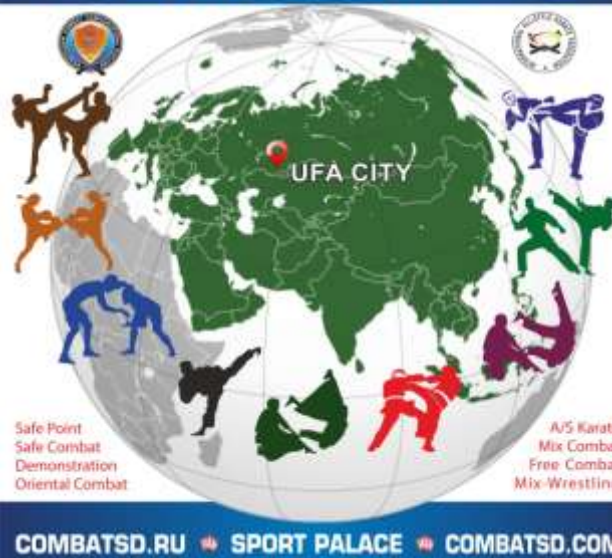 UFA CITY
Safe Point
Safe Combat
Demonstration
Oriental Combat
A/S Karat
Mix Comba
Free Comba
Mix-Wrestlin
COMBATSD.RU SPORT PALACE COMBATSD.COM